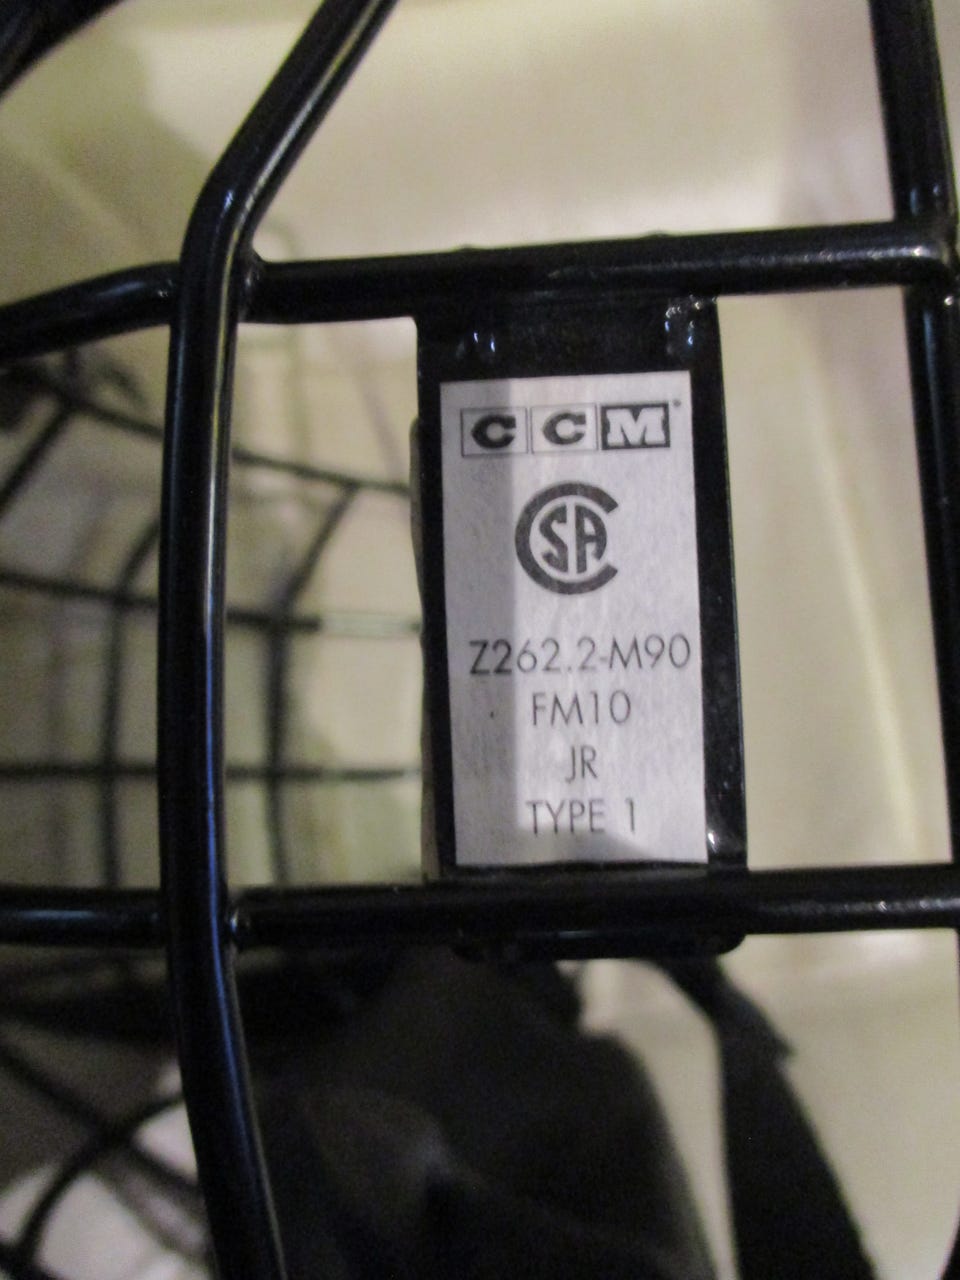 CCM
CSA
Z262.2-M90
FM10
JR
TYPE 1